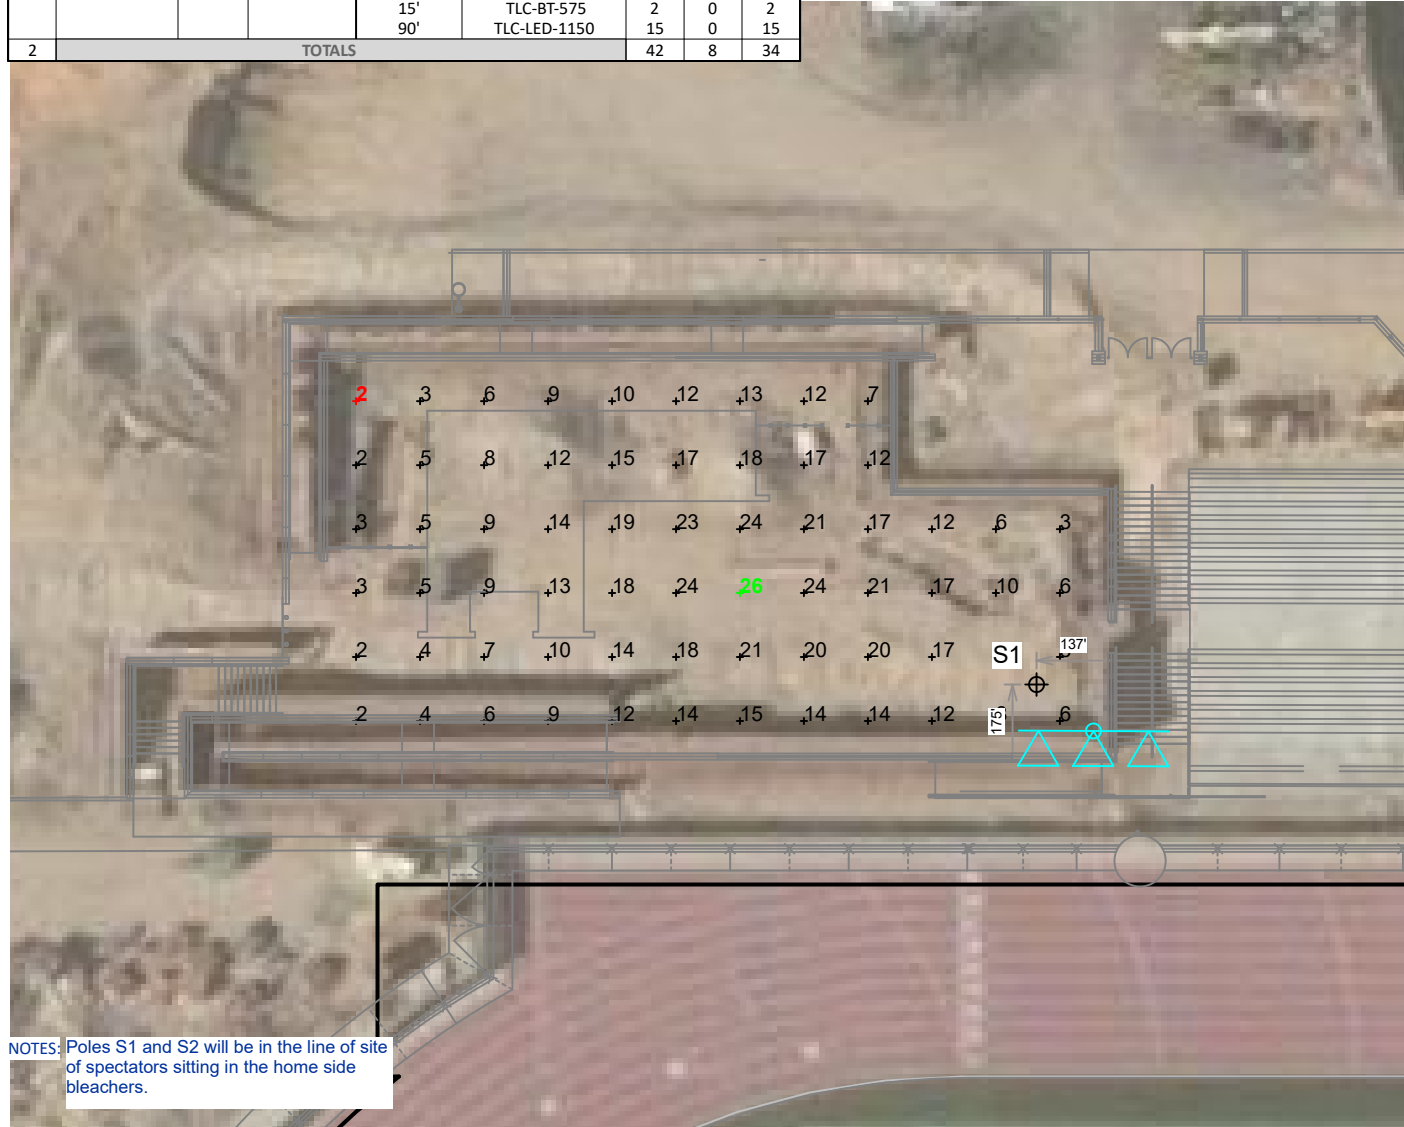 15' TLC-BT-575 2 0 2
90' TLC-LED-1150 15 0 15
2 TOTALS 42 8 34
2 3 6 9 10 12 13 12 7
2 5 8 12 15 17 18 17 12
3 5 9 14 19 23 24 21 17 12 6 3
3 5 9 13 18 24 26 24 21 17 10 6
2 4 7 10 14 18 21 20 20 17 S1 137'
2 4 6 9 12 14 15 14 14 12 175' 6
NOTES: Poles S1 and S2 will be in the line of site
of spectators sitting in the home side
bleachers.